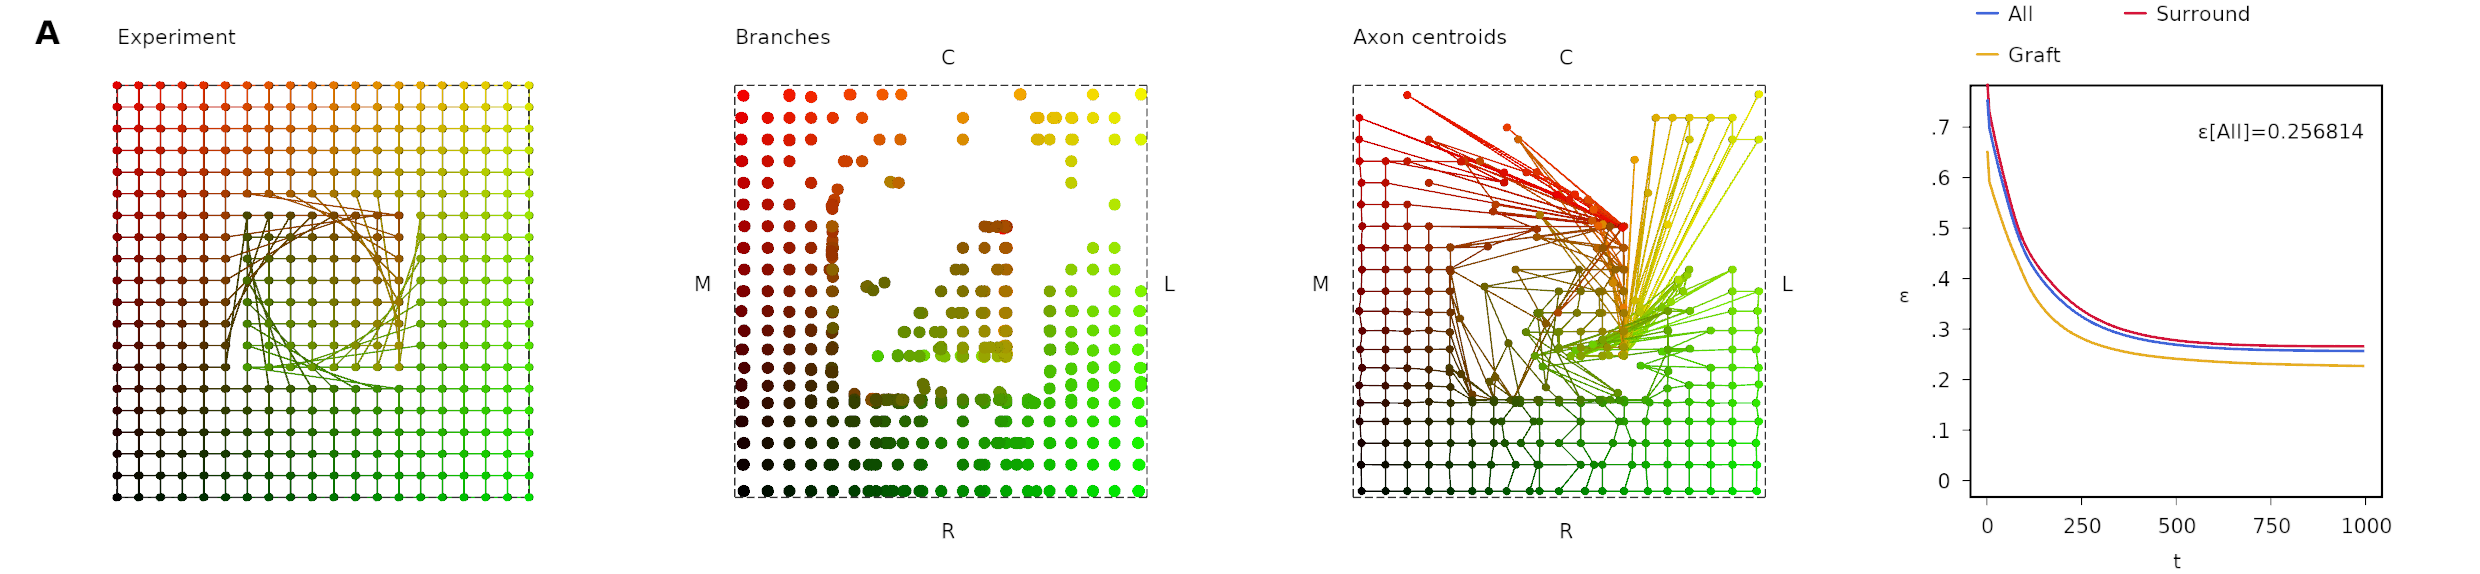 A
Experiment
Branches
C
M
L
R
Axon centroids
C
M
L
R
All
Surround
Graft
ε[All]=0.256814
ε
.7
.6
.5
.4
.3
.2
.1
0
0 250 500 750 1000
t